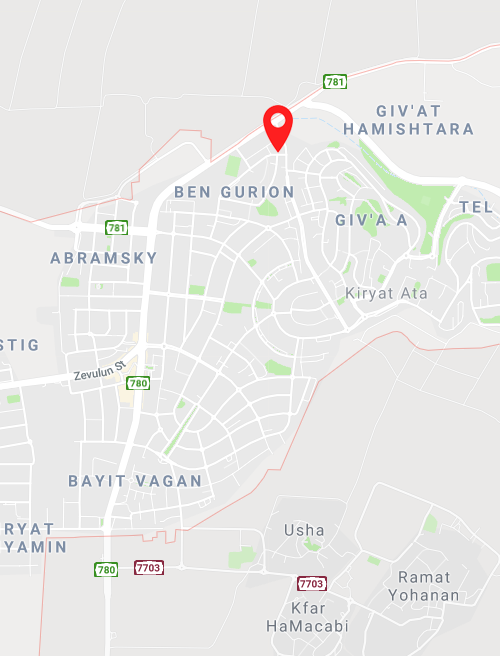 781
GIV'AT
HAMISHTARA
BEN GURION
TEL
GIV'A A
781
ABRAMSKY
Kiryat Ata
STIG
Zevulun St
780
BAYIT VAGAN
RYAT
YAMIN
Usha
780
7703
7703
Ramat
Yohanan
Kfar
HaMacabi